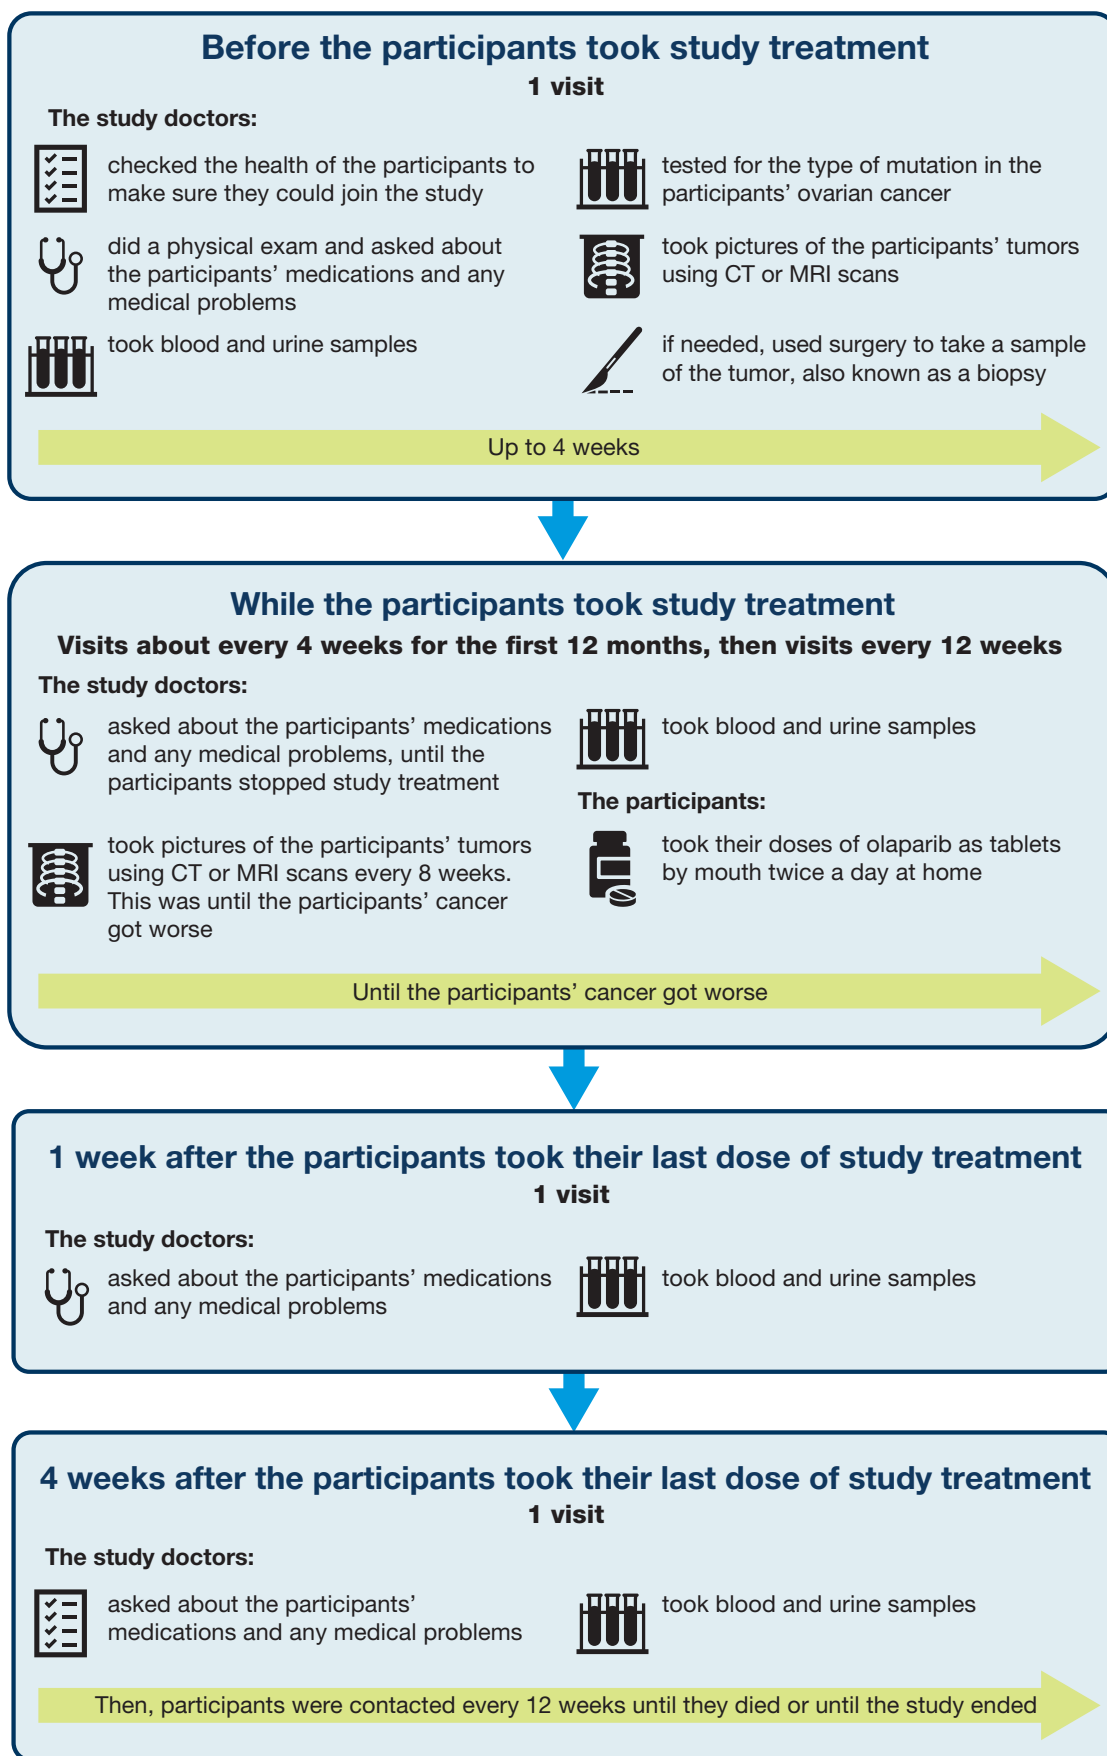 Before the participants took study treatment
1 visit
The study doctors:
checked the health of the participants to
make sure they could join the study
did a physical exam and asked about
the participants’ medications and any
medical problems
took blood and urine samples
tested for the type of mutation in the
participants’ ovarian cancer
took pictures of the participants’ tumors
using CT or MRI scans
if needed, used surgery to take a sample
of the tumor, also known as a biopsy
Up to 4 weeks
While the participants took study treatment
Visits about every 4 weeks for the first 12 months, then visits every 12 weeks
The study doctors:
asked about the participants’ medications
and any medical problems, until the
participants stopped study treatment
took pictures of the participants’ tumors
using CT or MRI scans every 8 weeks.
This was until the participants’ cancer
got worse
took blood and urine samples
The participants:
took their doses of olaparib as tablets
by mouth twice a day at home
Until the participants’ cancer got worse
1 week after the participants took their last dose of study treatment
1 visit
The study doctors:
asked about the participants’ medications
and any medical problems
took blood and urine samples
4 weeks after the participants took their last dose of study treatment
1 visit
The study doctors:
asked about the participants’
medications and any medical problems
took blood and urine samples
Then, participants were contacted every 12 weeks until they died or until the study ended